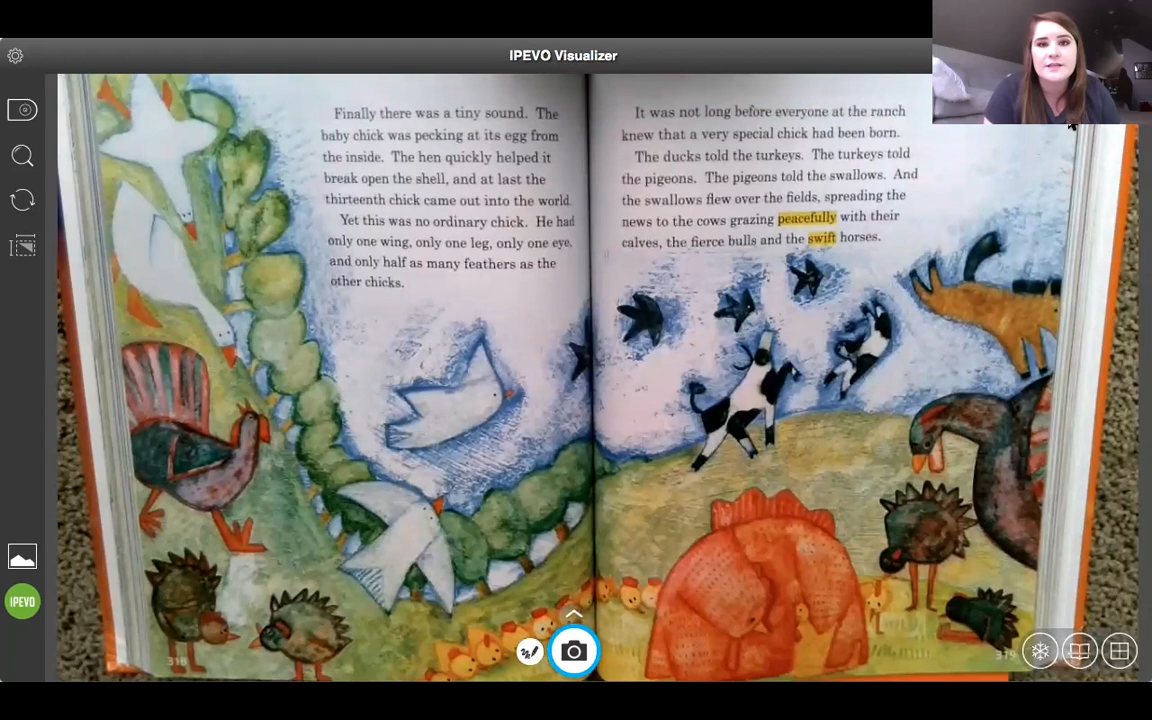 IPEVO Visualizer
Finally there was a tiny sound. The
baby chick was pecking at its egg from
the inside. The hen quickly helped it
break open the shell, and at last the
thirteenth chick came out into the world.
Yet this was no ordinary chick. He had
only one wing, only one leg, only one eye,
and only half as many feathers as the
other chicks.
318
It was not long before everyone at the ranch
knew that a very special chick had been born.
The ducks told the turkeys. The turkeys told
the pigeons. The pigeons told the swallows. And
the swallows flew over the fields, spreading the
news to the cows grazing peacefully with their
calves, the fierce bulls and the swift horses.
319
IPEVO